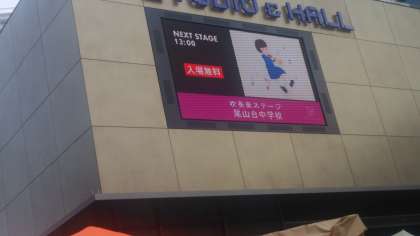 STUDIO & HALL
NEXT STAGE
13:00
入場無料
吹奏楽ステージ
尾山台中学校